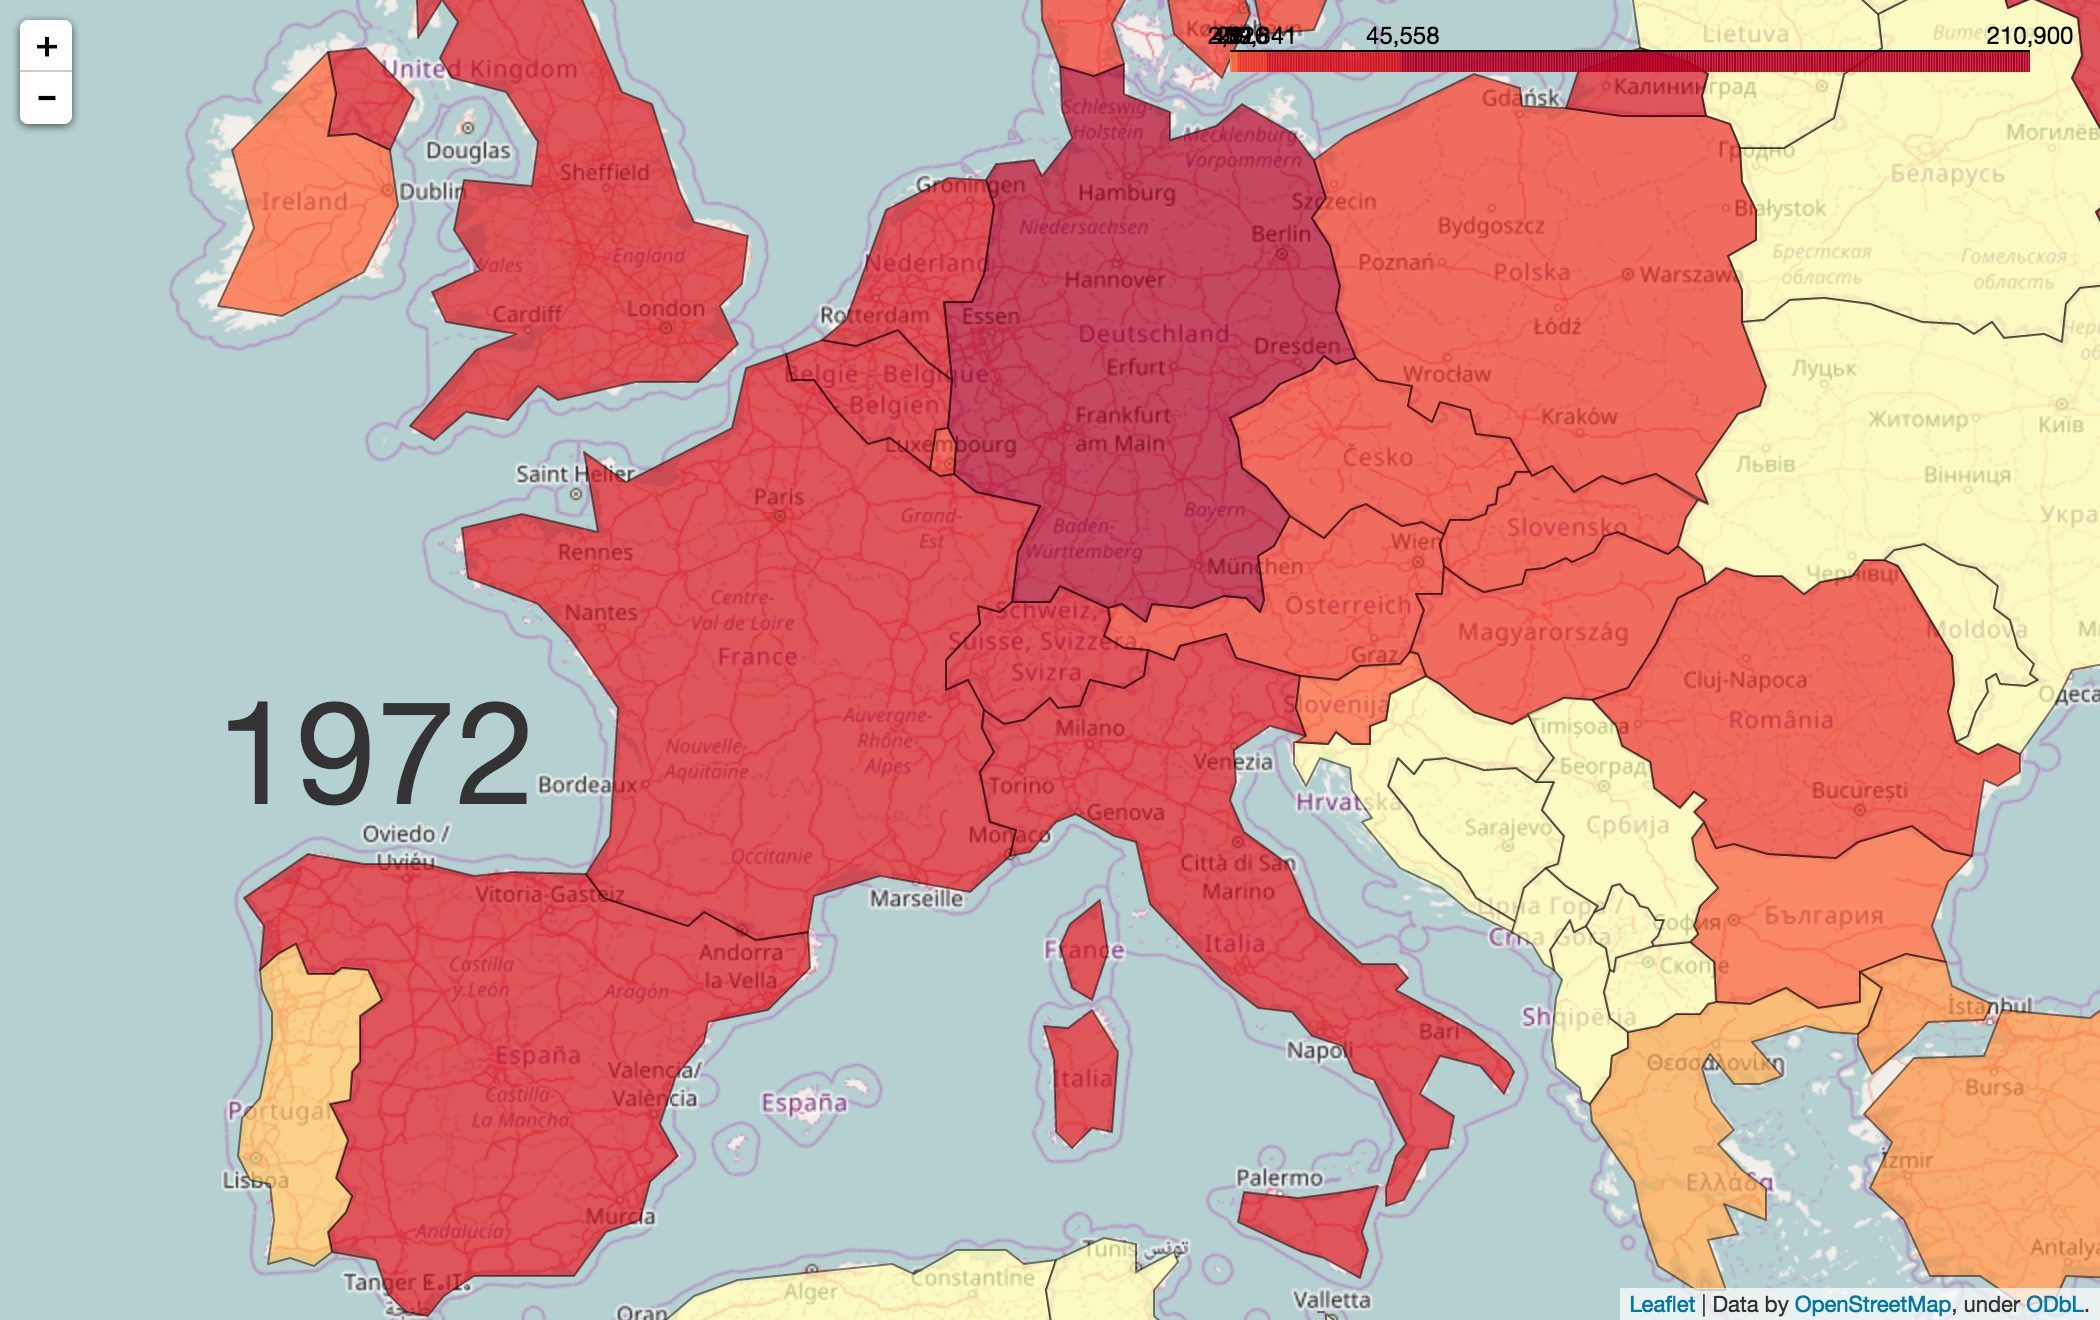 +
−
København
45,558
210,900
Lietuva
United Kingdom
Gdańsk
Калининград
Schleswig-
Holstein
Mecklenburg-
Vorpommern
Могилёв
Douglas
Гродно
Sheffield
Беларусь
Dublin
Groningen
Hamburg
Ireland
Szczecin
Białystok
Niedersachsen
Bydgoszcz
Berlin
England
Wales
Nederland
Hannover
Poznań
Polska
Warszawa
Брестская
область
Гомельская
область
Cardiff
London
Rotterdam
Essen
Łódź
Deutschland
Dresden
Erfurt
Wrocław
Луцьк
België - Belgique
Belgien
Frankfurt
am Main
Kraków
Житомир
Київ
Luxembourg
Česko
Львів
Вінниця
Saint Helier
Paris
Grand-
Est
Bayern
Baden-
Württemberg
Slovensko
Укра
Rennes
Wien
München
Чернівці
Nantes
Centre-
Val de Loire
Schweiz,
Suisse, Svizzera,
Svizra
Österreich
Magyarország
Moldova
France
Graz
Cluj-Napoca
Одеса
România
Slovenija
Timișoara
Auvergne-
Rhône-
Alpes
Milano
Nouvelle-
Aquitaine
1972
Bordeaux
Torino
Venezia
Београд
București
Hrvatska
Genova
Sarajevo
Србија
Oviedo /
Uviéu
Monaco
Occitanie
Città di San
Marino
Vitoria-Gasteiz
Marseille
Црна Гора /
Crna Gora
София
България
Andorra
la Vella
France
Italia
Castilla
y León
Aragón
Скопје
İstanbul
Shqipëria
Bari
Napoli
España
Valencia/
València
Θεσσαλονίκη
Bursa
Castilla-
La Mancha
Italia
España
Portugal
Lisboa
İzmir
Palermo
Ελλάδα
Murcia
Andalucía
Tunis تونس
Antalya
Tanger
Alger
Constantine
Oran
Valletta
Leaflet | Data by OpenStreetMap, under ODbL.